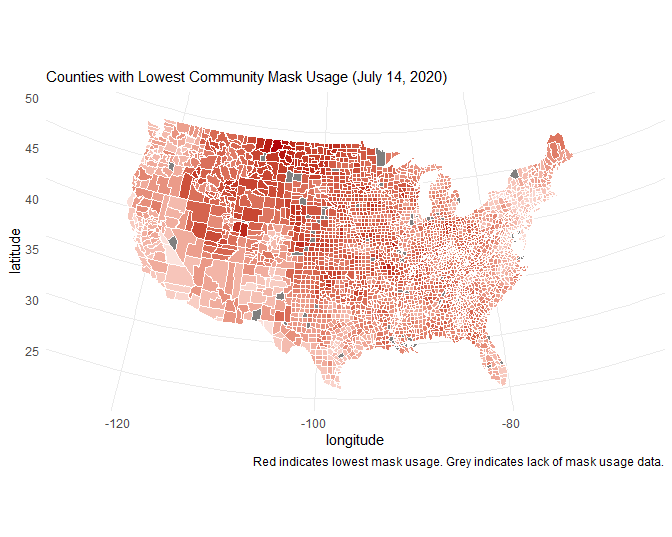 Counties with Lowest Community Mask Usage (July 14, 2020)
50
45
40
35
30
25
latitude
-120
-100
-80
longitude
Red indicates lowest mask usage. Grey indicates lack of mask usage data.